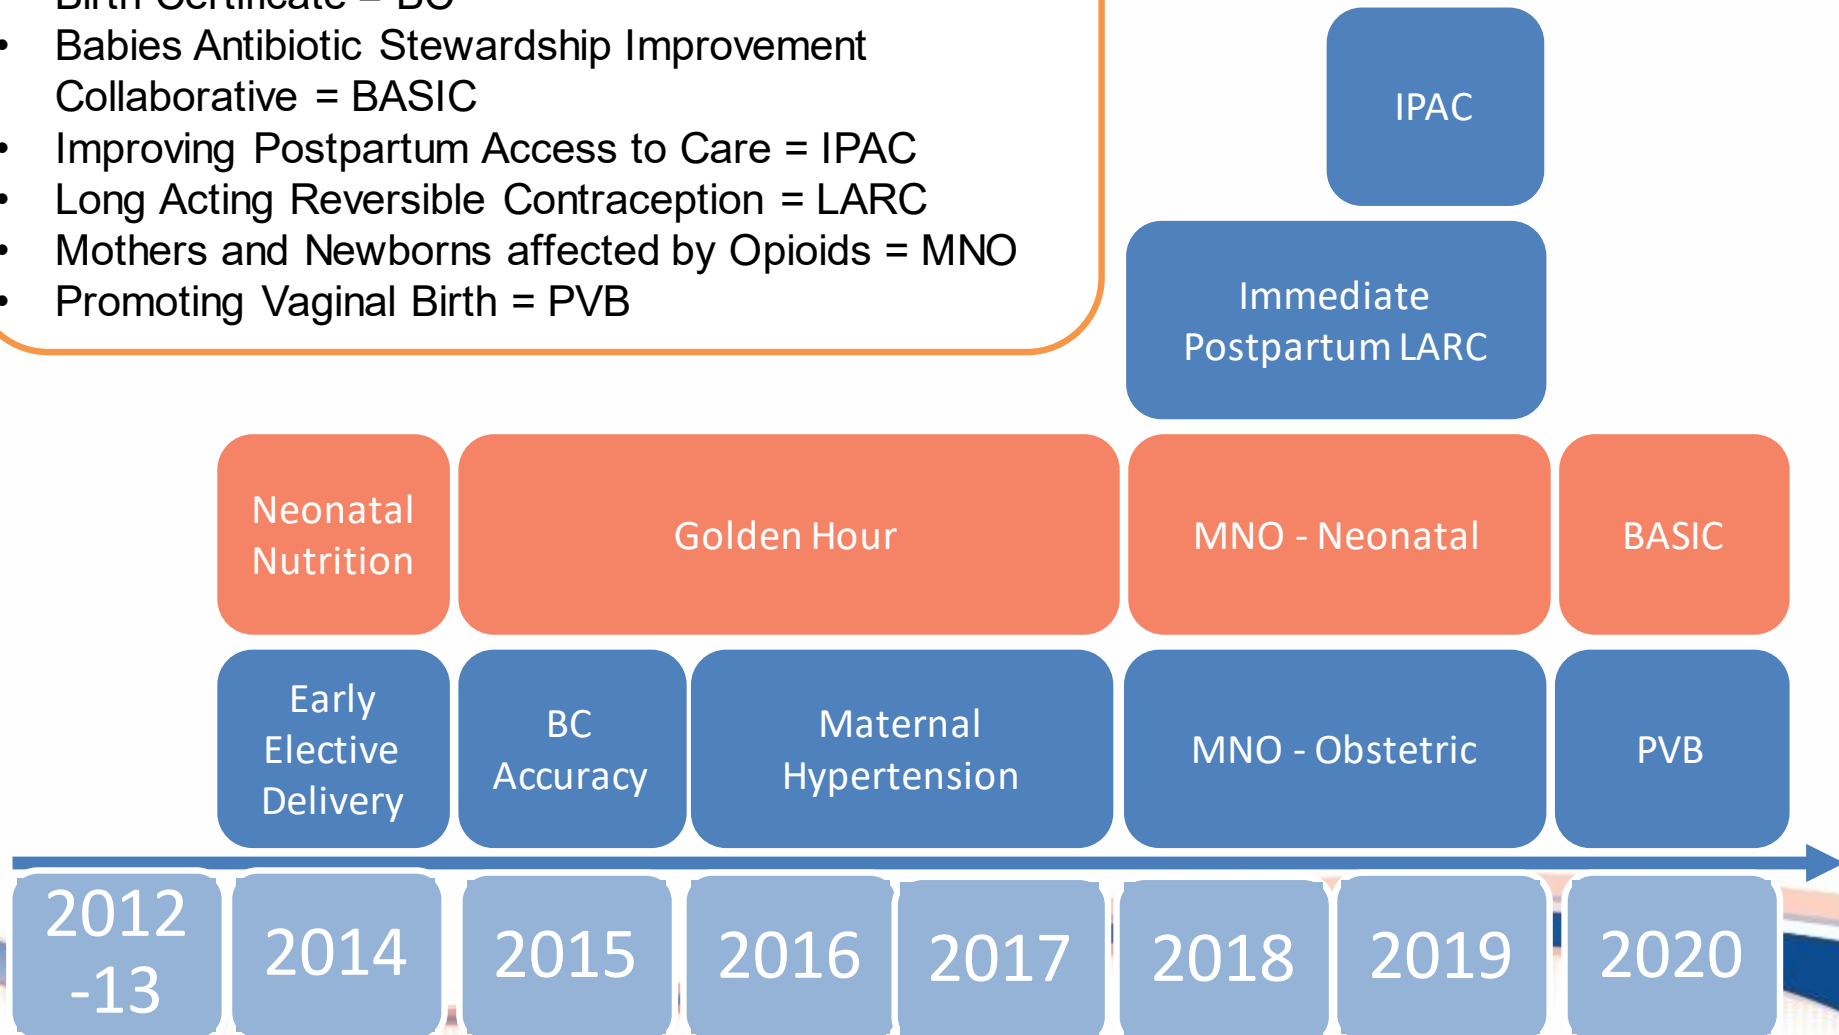 Birth Certificate = BC
• Babies Antibiotic Stewardship Improvement
Collaborative = BASIC
• Improving Postpartum Access to Care = IPAC
• Long Acting Reversible Contraception = LARC
• Mothers and Newborns affected by Opioids = MNO
• Promoting Vaginal Birth = PVB
IPAC
Immediate
Postpartum LARC
Neonatal
Nutrition
Golden Hour
MNO - Neonatal
BASIC
Early
Elective
Delivery
BC
Accuracy
Maternal
Hypertension
MNO - Obstetric
PVB
2012
-13
2014
2015
2016
2017
2018
2019
2020